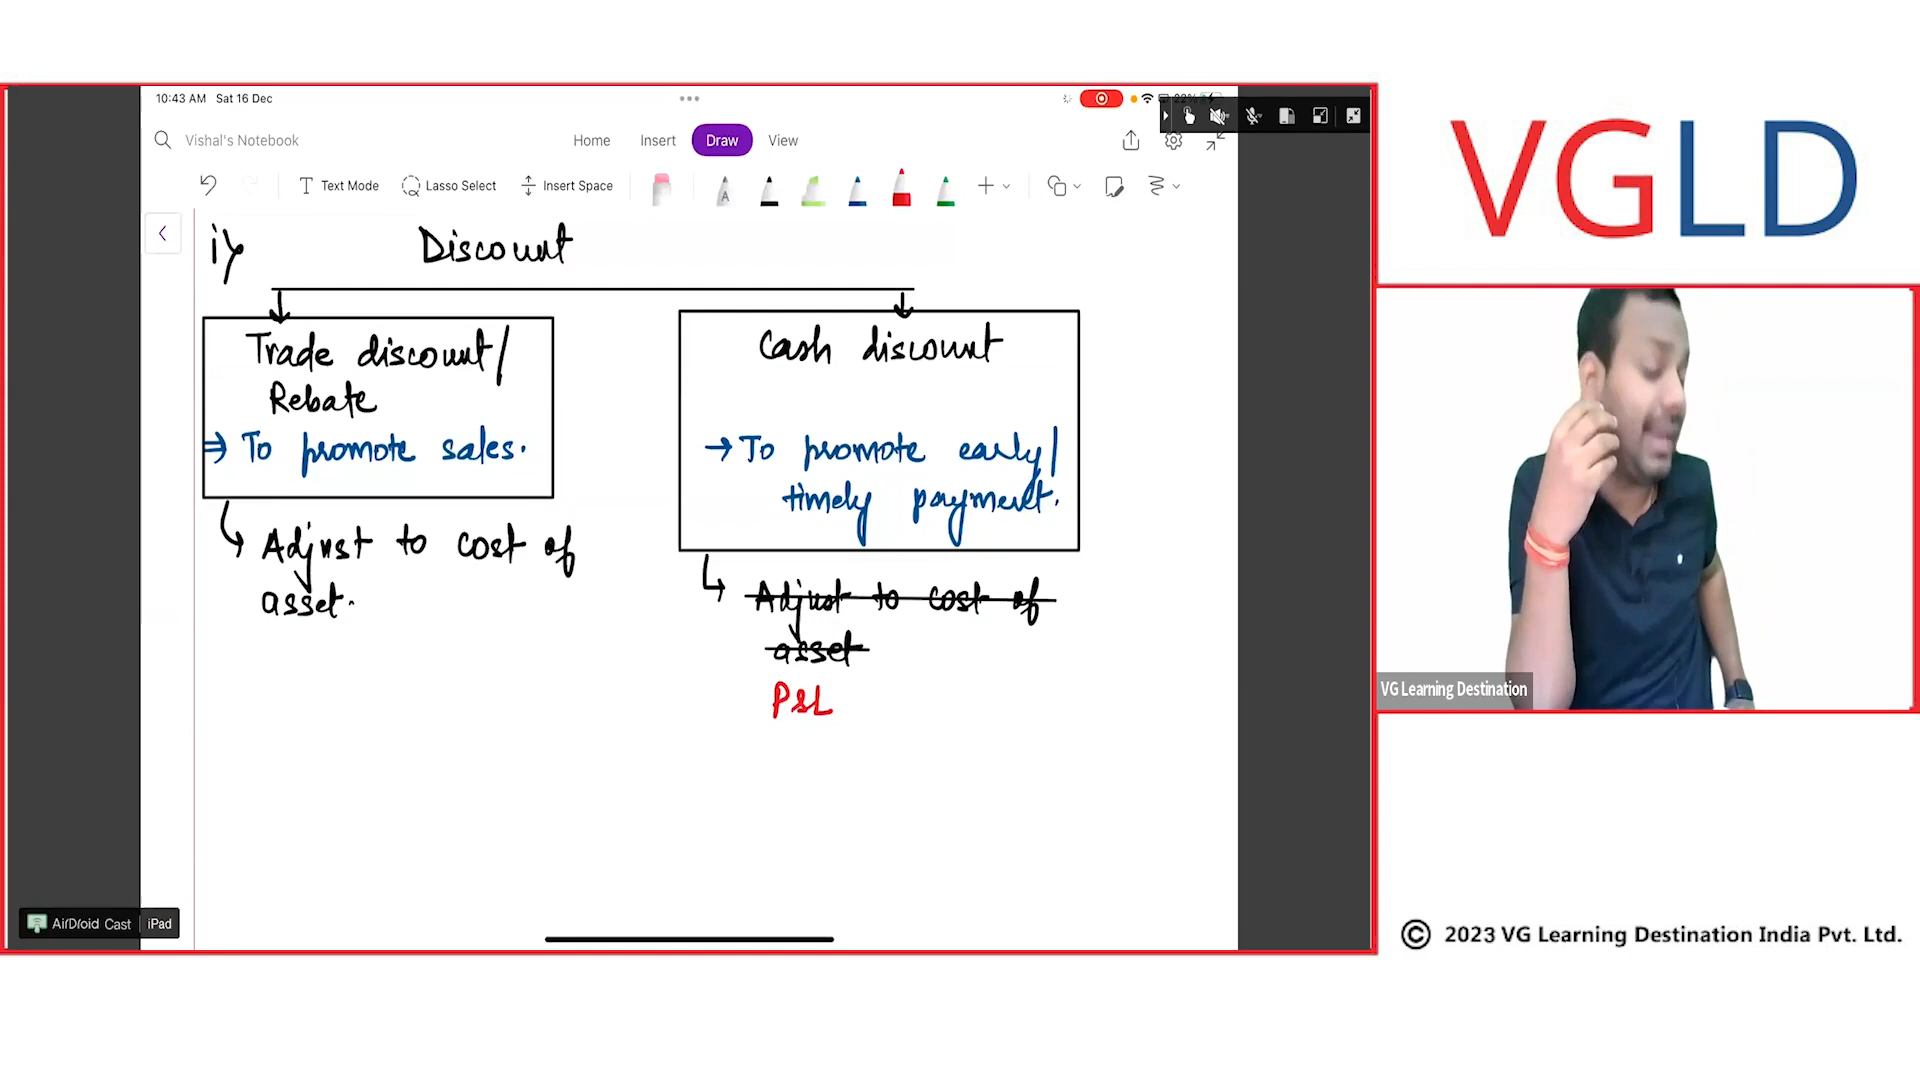 10:43 AM Sat 16 Dec
22%
Vishal's Notebook
Home Insert Draw View
Text Mode Lasso Select Insert Space
i)
Discount
Trade discount/
Rebate
⇒ To promote sales.
↳ Adjust to cost of
asset.
Cash discount
→ To promote early/
timely payment.
↳ Adjust to cost of
asset
P&L
AirDroid Cast iPad
VGLD
VG Learning Destination
© 2023 VG Learning Destination India Pvt. Ltd.